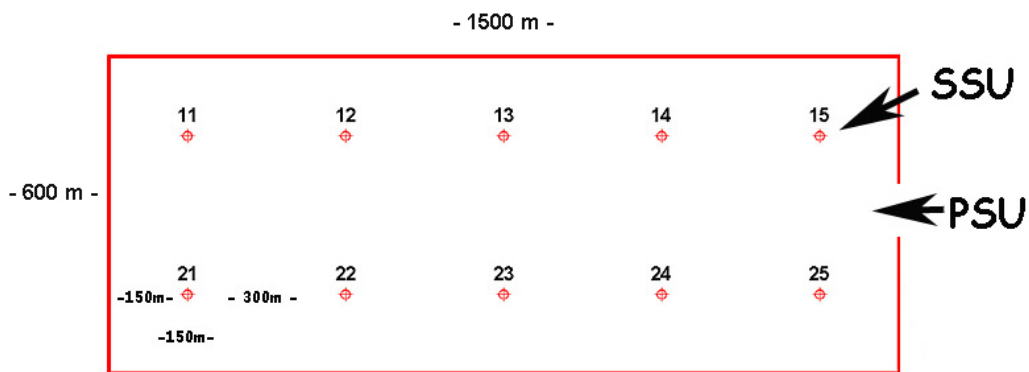 - 1500 m -
SSU
11 12 13 14 15
- 600 m -
PSU
21 22 23 24 25
-150m- - 300m -
-150m-